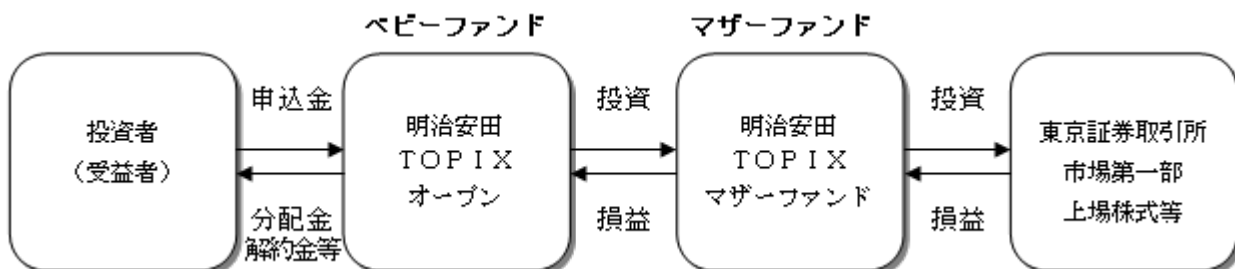 ベビーファンド
マザーファンド
投資者
（受益者）
申込金
分配金
解約金等
明治安田
ＴＯＰＩＸ
オープン
投資
損益
明治安田
ＴＯＰＩＸ
マザーファンド
投資
損益
東京証券取引所
市場第一部
上場株式等